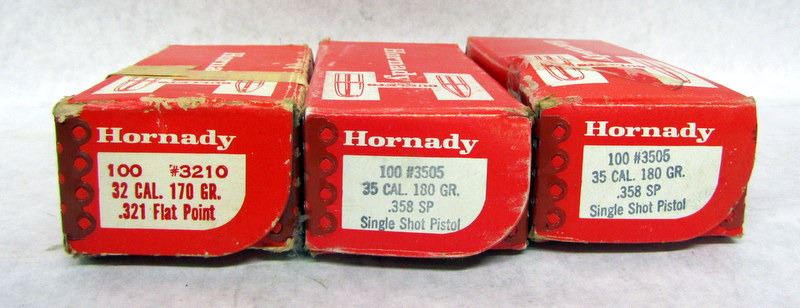 Hornady
Hornady
100 #3210
32 CAL. 170 GR.
.321 Flat Point
Hornady
100 #3505
35 CAL. 180 GR.
.358 SP
Single Shot Pistol
Hornady
100 #3505
35 CAL. 180 GR.
.358 SP
Single Shot Pistol